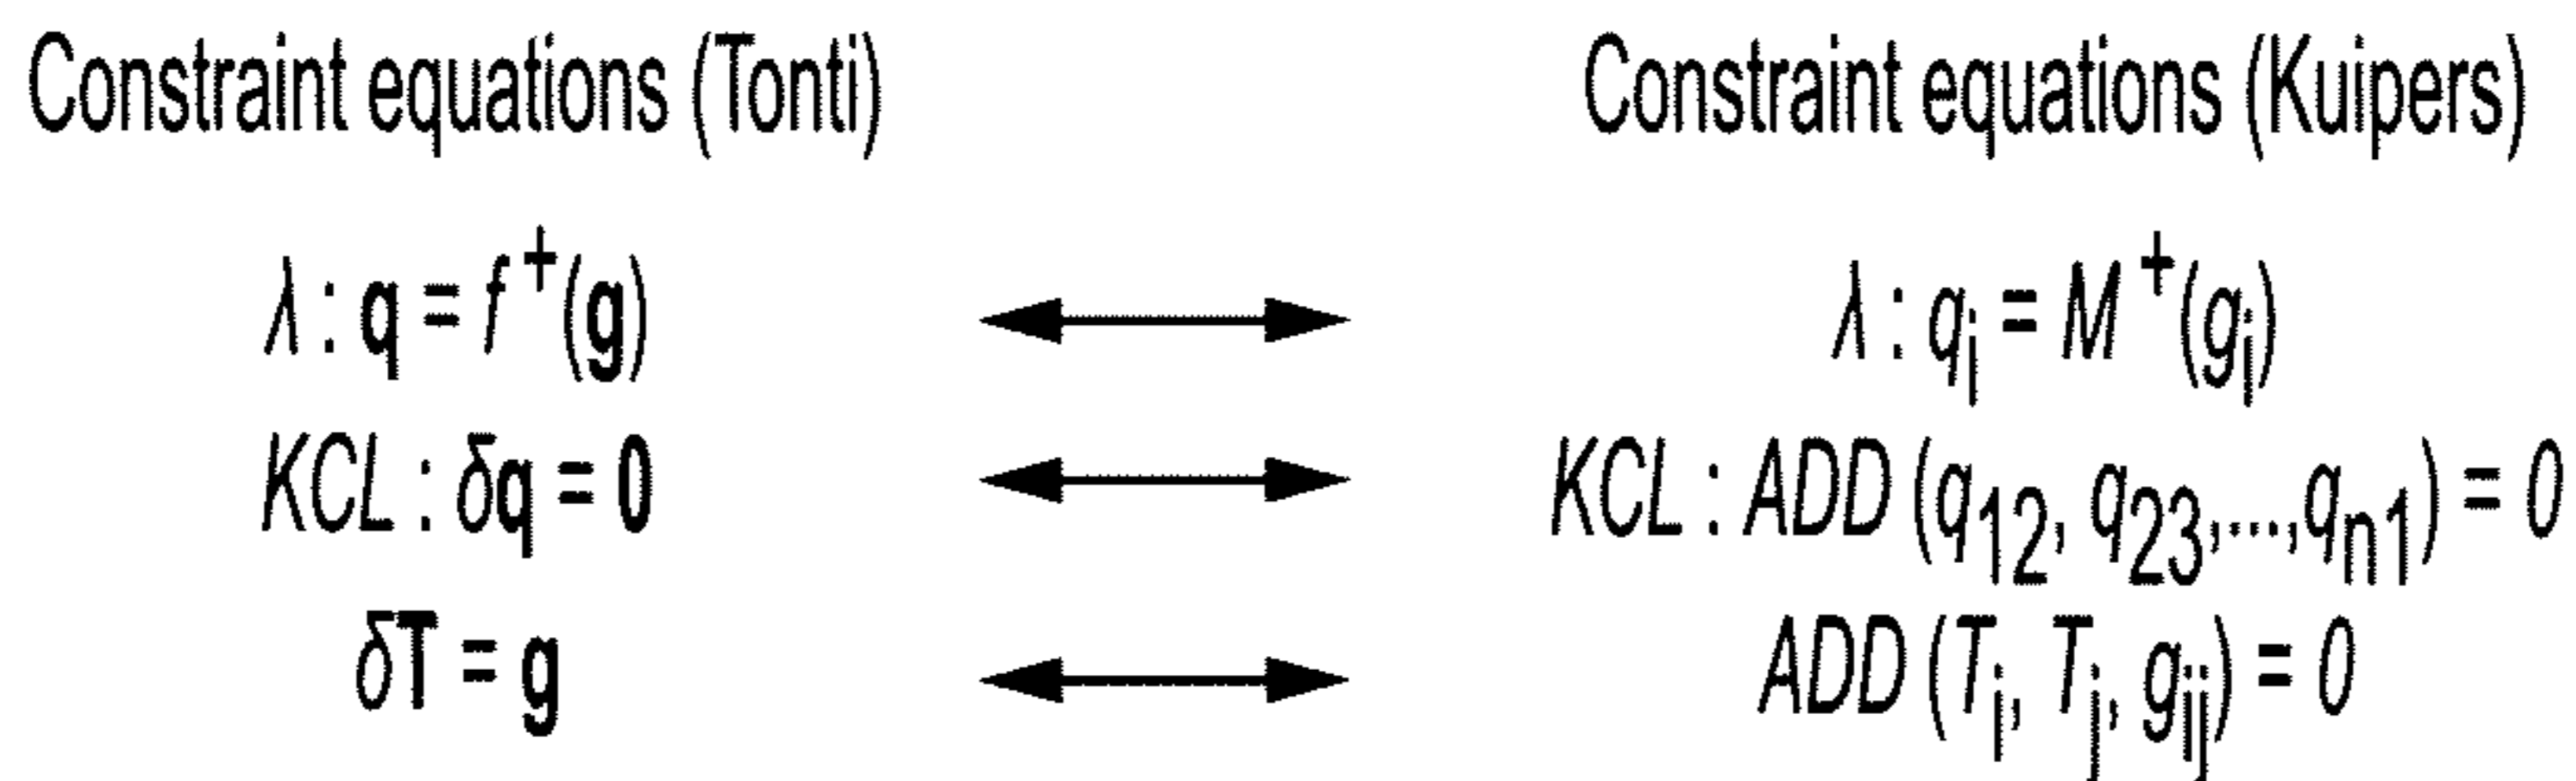 Constraint equations (Tonti) Constraint equations (Kuipers)
λ : q = f⁺(g) λ : qᵢ = M⁺(gᵢ)
KCL : δq = 0 KCL : ADD (q₁₂, q₂₃,...,qₙ₁) = 0
δT = g ADD (Tᵢ, Tⱼ, gᵢⱼ) = 0